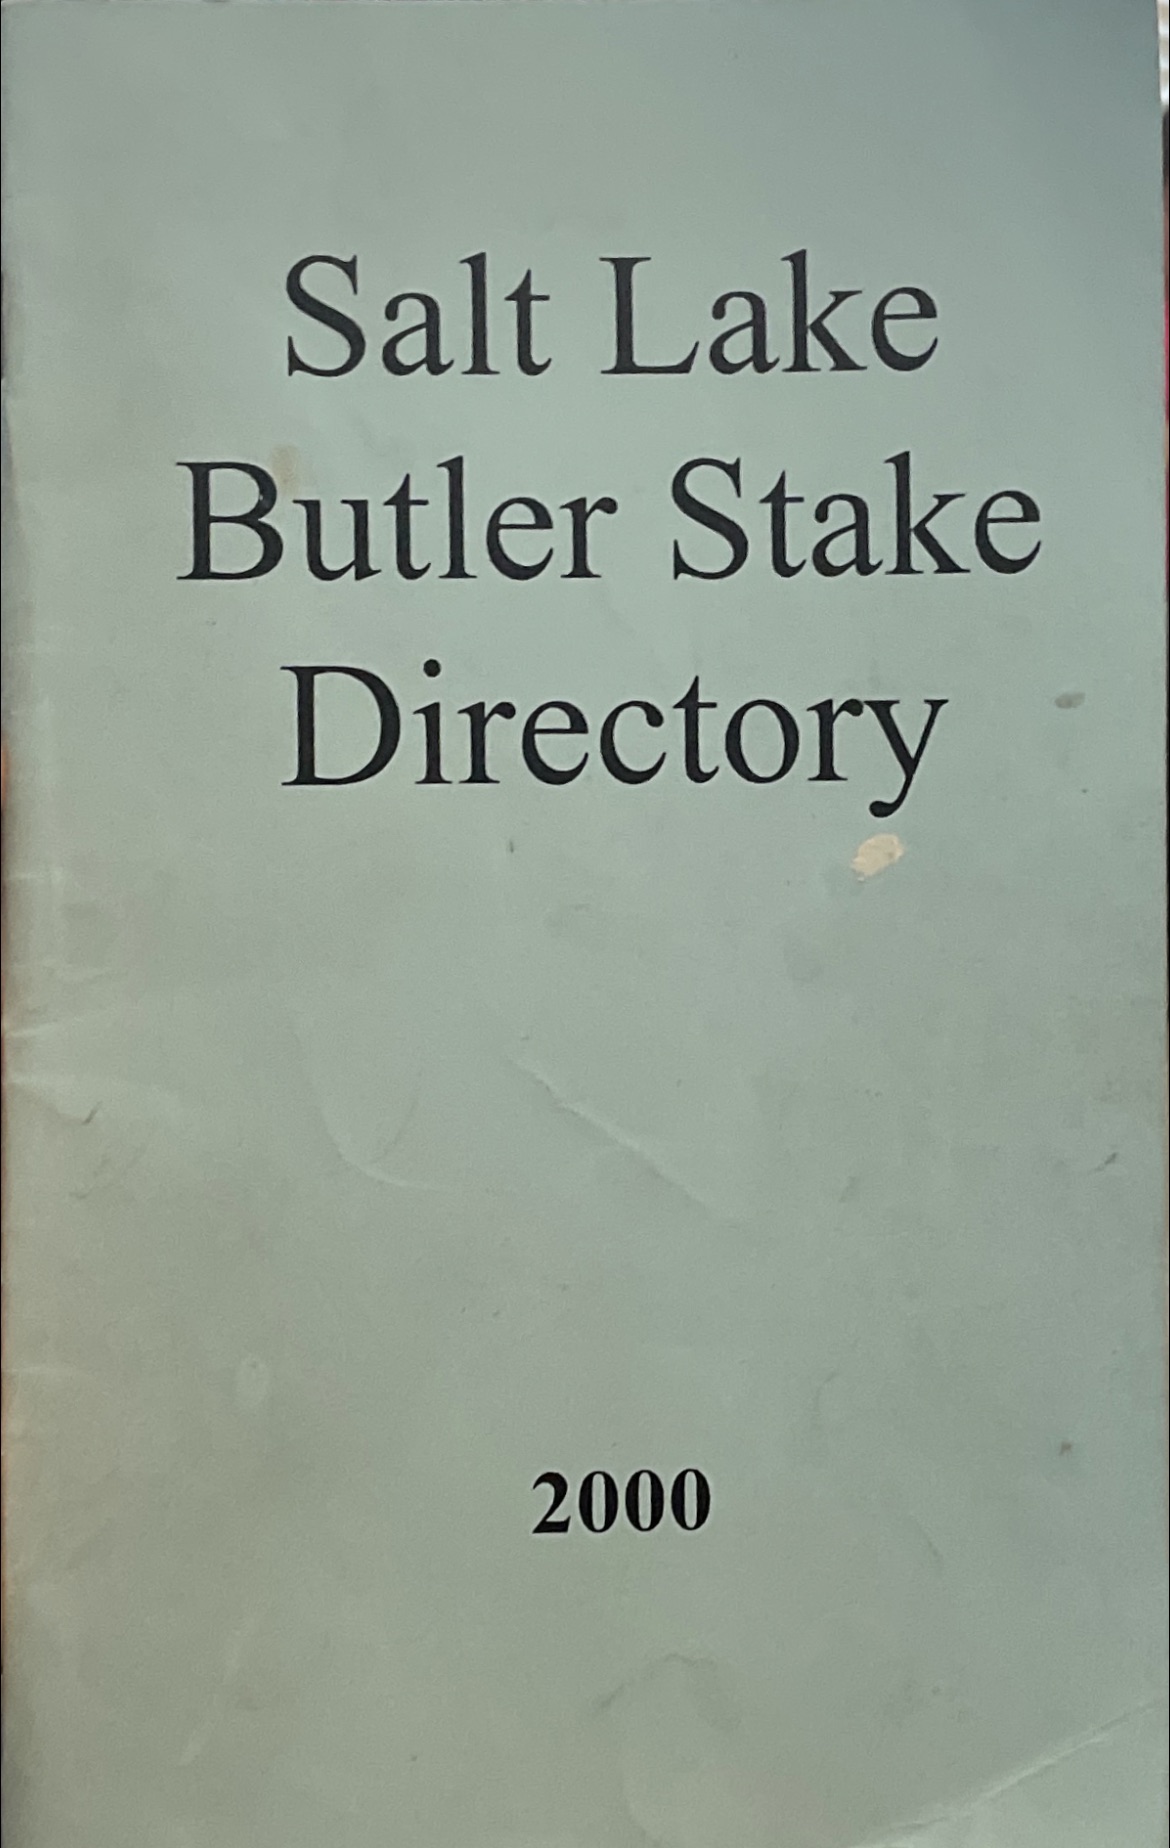 Salt Lake
Butler Stake
Directory
2000